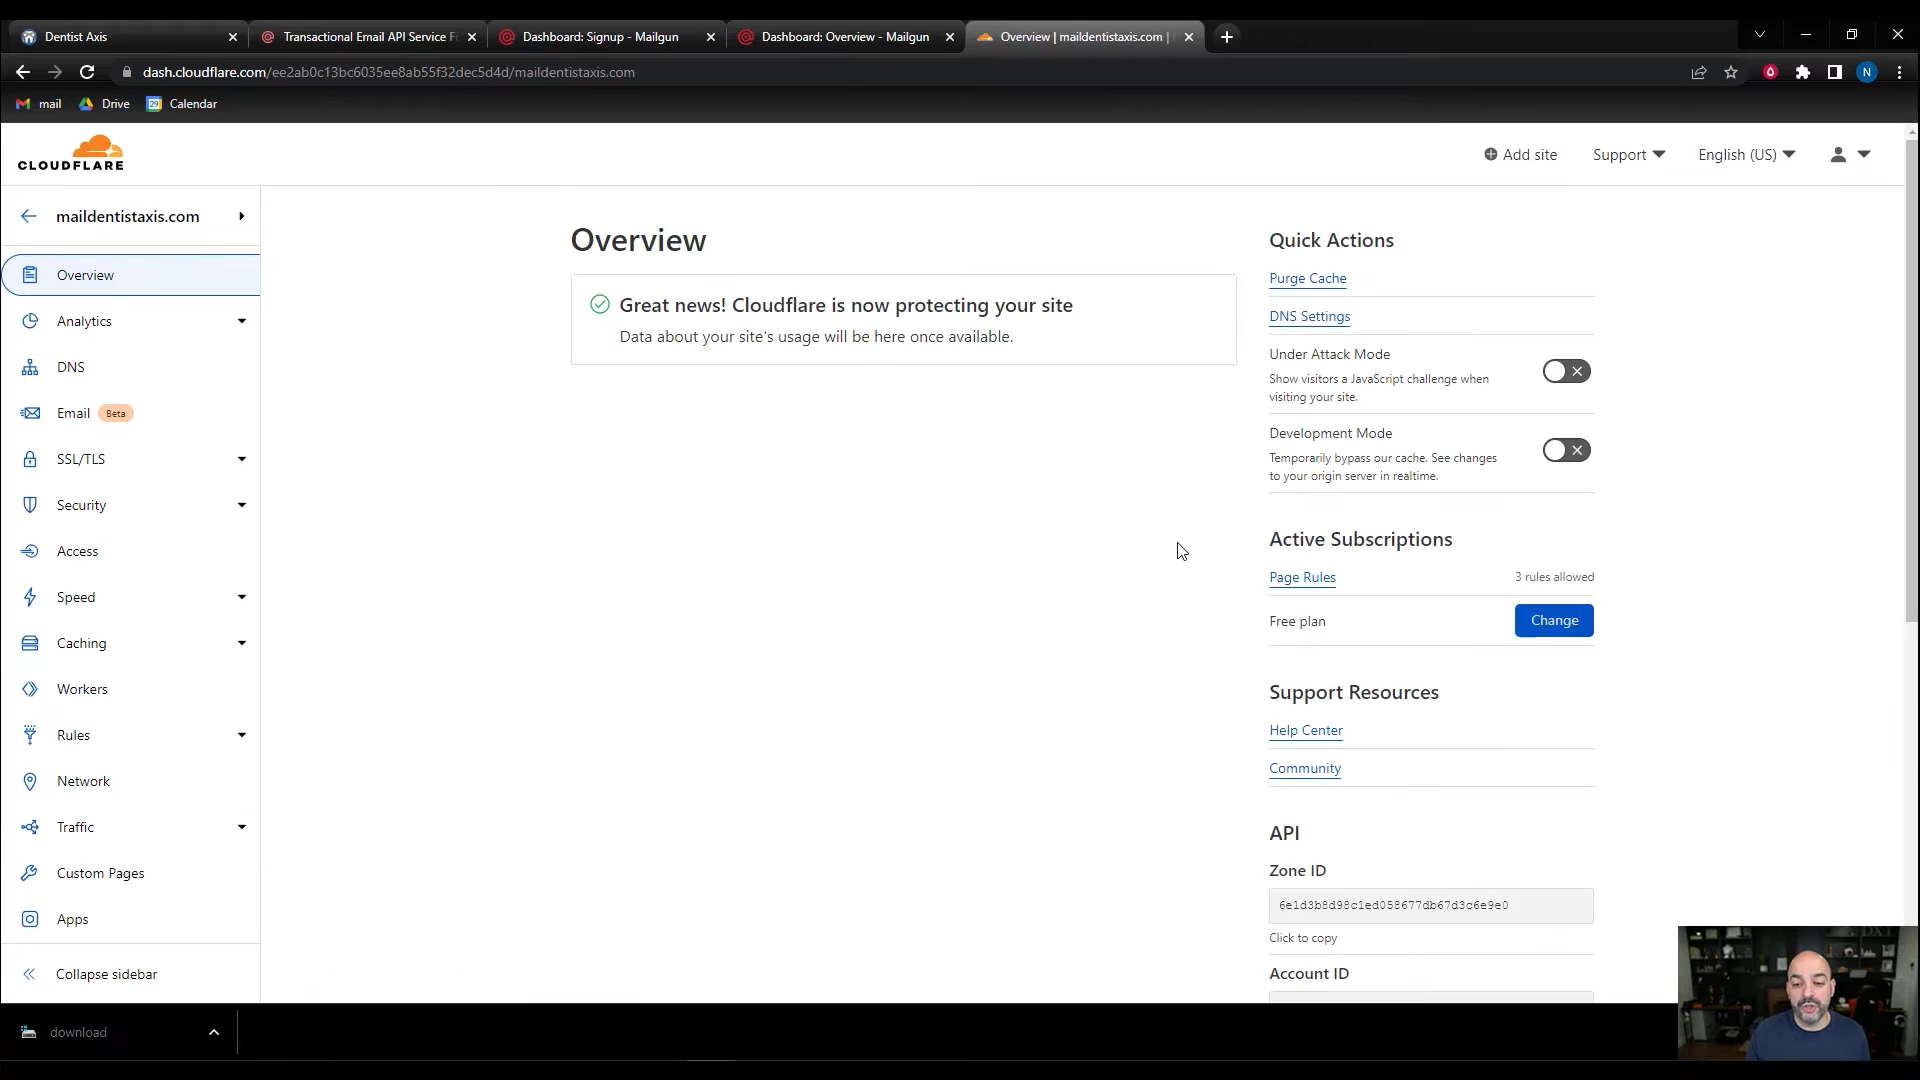 Dentist Axis
Transactional Email API Service Fo
Dashboard: Signup - Mailgun
Dashboard: Overview - Mailgun
Overview | maildentistaxis.com |
dash.cloudflare.com/ee2ab0c13bc6035ee8ab55f32dec5d4d/maildentistaxis.com
N
mail
Drive
29
Calendar
CLOUDFLARE
Add site
Support
English (US)
maildentistaxis.com
Overview
Analytics
DNS
Email Beta
SSL/TLS
Security
Access
Speed
Caching
Workers
Rules
Network
Traffic
Custom Pages
Apps
Collapse sidebar
Overview
Great news! Cloudflare is now protecting your site
Data about your site's usage will be here once available.
Quick Actions
Purge Cache
DNS Settings
Under Attack Mode
Show visitors a JavaScript challenge when
visiting your site.
Development Mode
Temporarily bypass our cache. See changes
to your origin server in realtime.
Active Subscriptions
Page Rules
3 rules allowed
Free plan
Change
Support Resources
Help Center
Community
API
Zone ID
6e1d3b8d98c1ed058677db67d3c6e9e0
Click to copy
Account ID
download